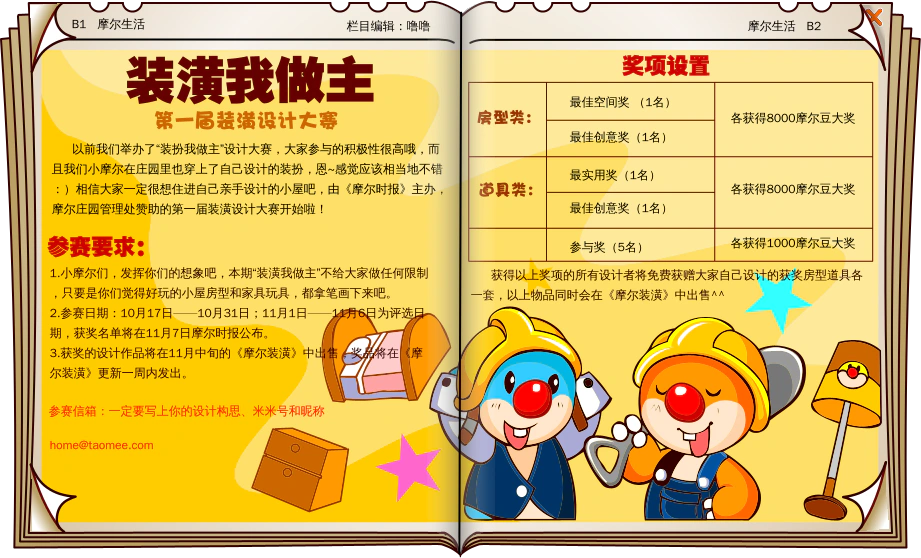 B1 摩尔生活
栏目编辑：噜噜
装潢我做主
第一届装潢设计大赛
以前我们举办了“装扮我做主”设计大赛，大家参与的积极性很高哦，而
且我们小摩尔在庄园里也穿上了自己设计的装扮，恩~感觉应该相当地不错
：）相信大家一定很想住进自己亲手设计的小屋吧，由《摩尔时报》主办，
摩尔庄园管理处赞助的第一届装潢设计大赛开始啦！
参赛要求：
1.小摩尔们，发挥你们的想象吧，本期“装潢我做主”不给大家做任何限制
，只要是你们觉得好玩的小屋房型和家具玩具，都拿笔画下来吧。
2.参赛日期：10月17日——10月31日；11月1日——11月6日为评选日
期，获奖名单将在11月7日摩尔时报公布。
3.获奖的设计作品将在11月中旬的《摩尔装潢》中出售，奖品将在《摩
尔装潢》更新一周内发出。
参赛信箱：一定要写上你的设计构思、米米号和昵称
home@taomee.com
摩尔生活 B2
奖项设置
房型类：
最佳空间奖 （1名）
最佳创意奖（1名）
各获得8000摩尔豆大奖
道具类：
最实用奖（1名）
最佳创意奖（1名）
各获得8000摩尔豆大奖
参与奖（5名）
各获得1000摩尔豆大奖
获得以上奖项的所有设计者将免费获赠大家自己设计的获奖房型道具各
一套，以上物品同时会在《摩尔装潢》中出售^^